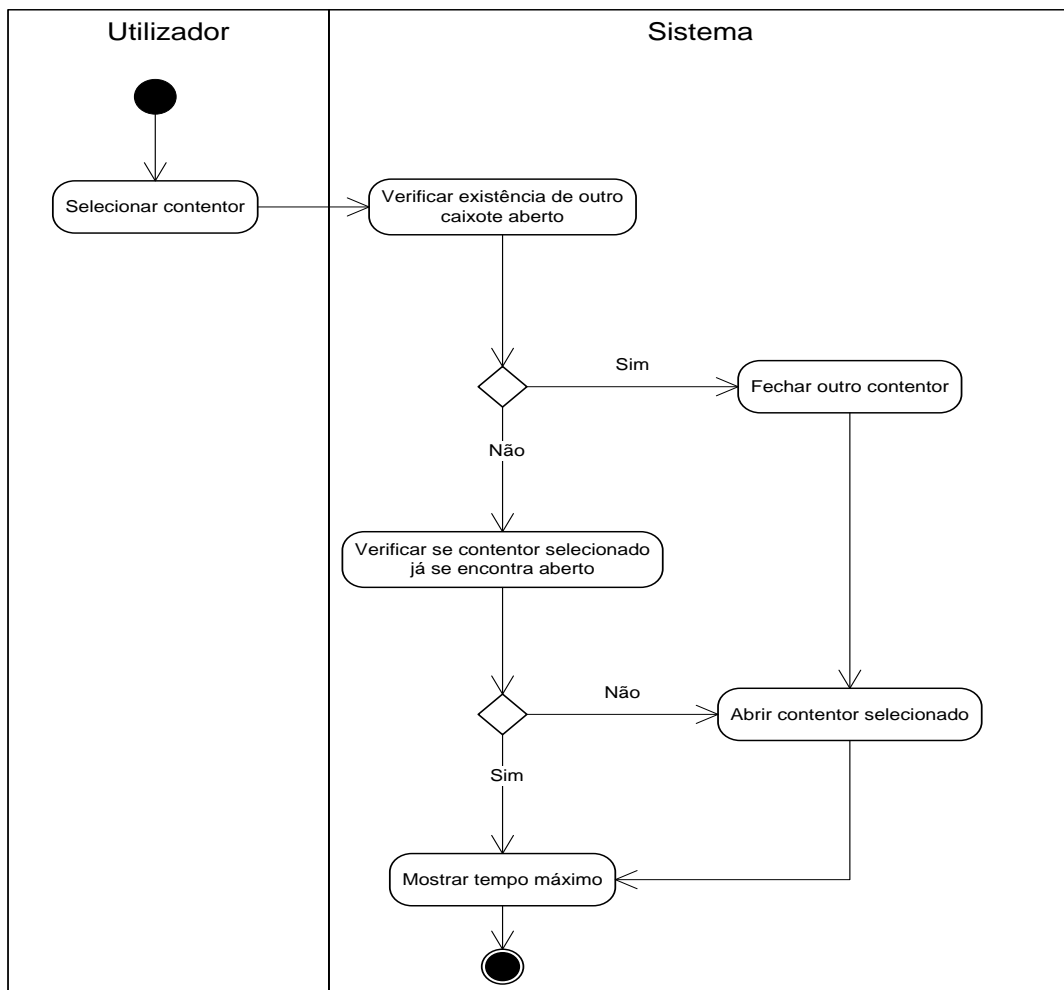 Utilizador
Sistema
Selecionar contentor
Verificar existência de outro
caixote aberto
Sim
Fechar outro contentor
Não
Verificar se contentor selecionado
já se encontra aberto
Não
Abrir contentor selecionado
Sim
Mostrar tempo máximo